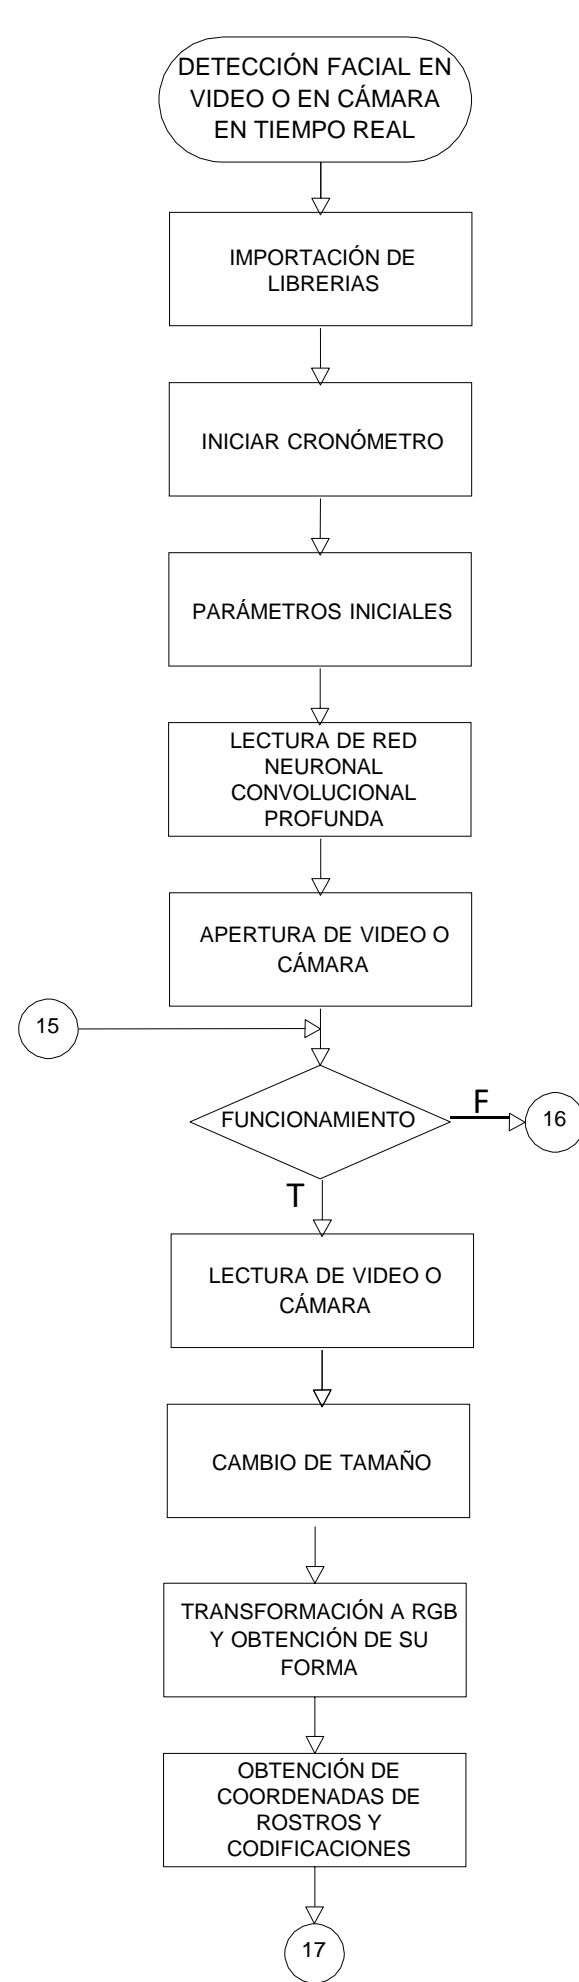 DETECCIÓN FACIAL EN
VIDEO O EN CÁMARA
EN TIEMPO REAL
IMPORTACIÓN DE
LIBRERIAS
INICIAR CRONÓMETRO
PARÁMETROS INICIALES
LECTURA DE RED
NEURONAL
CONVOLUCIONAL
PROFUNDA
APERTURA DE VIDEO O
CÁMARA
15
FUNCIONAMIENTO
F
16
T
LECTURA DE VIDEO O
CÁMARA
CAMBIO DE TAMAÑO
TRANSFORMACIÓN A RGB
Y OBTENCIÓN DE SU
FORMA
OBTENCIÓN DE
COORDENADAS DE
ROSTROS Y
CODIFICACIONES
17